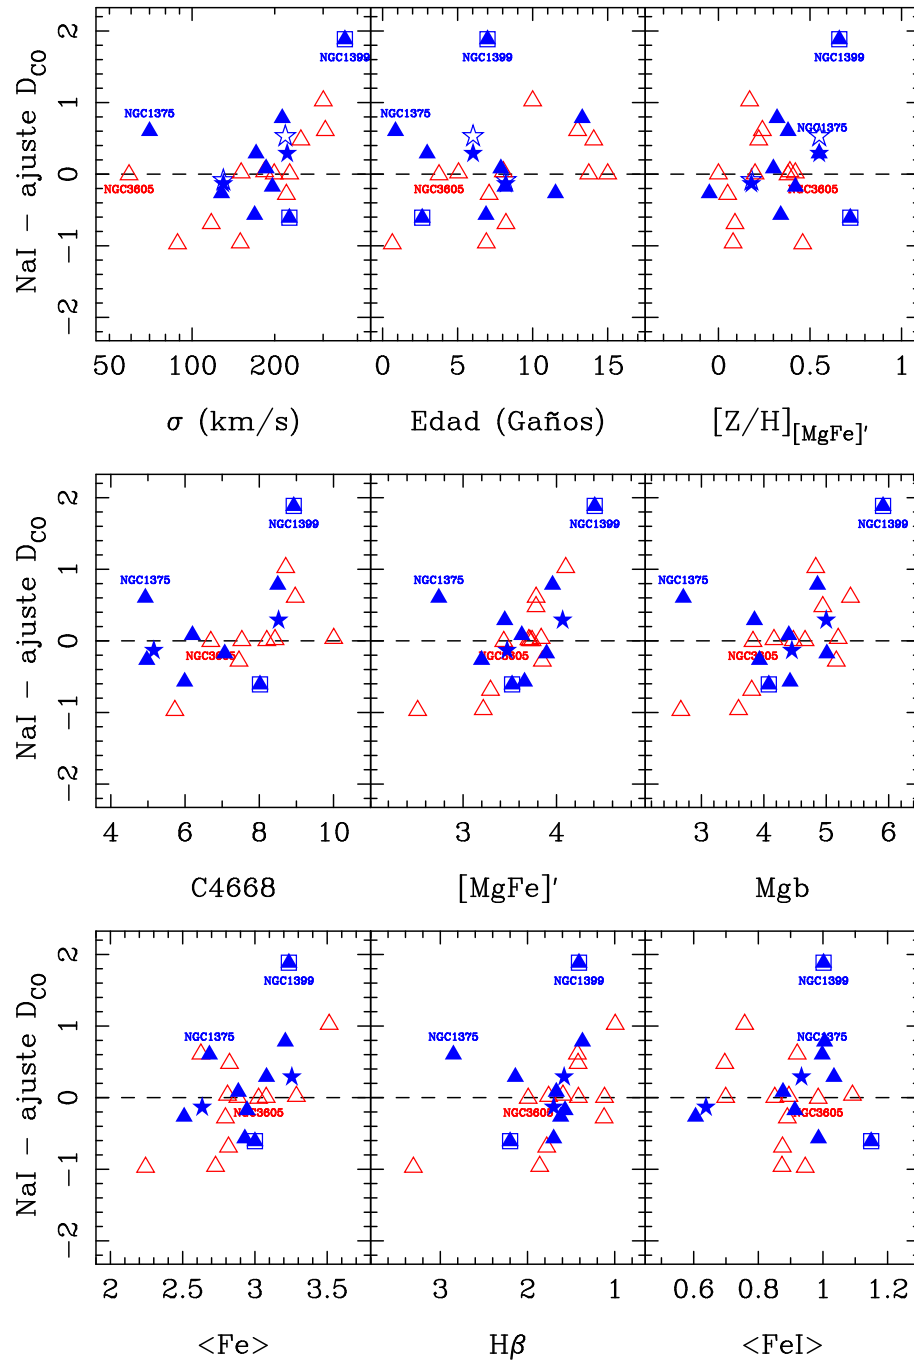 NaI − ajuste D_CO
2
1
0
−1
−2
NGC1399
NGC1375
NGC3605
NGC1399
NGC1375
NGC3605
NGC1399
NGC1375
NGC3605
50 100 200
0 5 10 15
0 0.5 1
σ (km/s)
Edad (Gaños)
[Z/H][MgFe]'
NaI − ajuste D_CO
2
1
0
−1
−2
NGC1399
NGC1375
NGC3605
NGC1399
NGC1375
NGC3605
NGC1399
NGC1375
NGC3605
4 6 8 10
3 4
3 4 5 6
C4668
[MgFe]'
Mgb
NaI − ajuste D_CO
2
1
0
−1
−2
NGC1399
NGC1375
NGC3605
NGC1399
NGC1375
NGC3605
NGC1399
NGC1375
NGC3605
2 2.5 3 3.5
3 2 1
0.6 0.8 1 1.2
<Fe>
Hβ
<FeI>